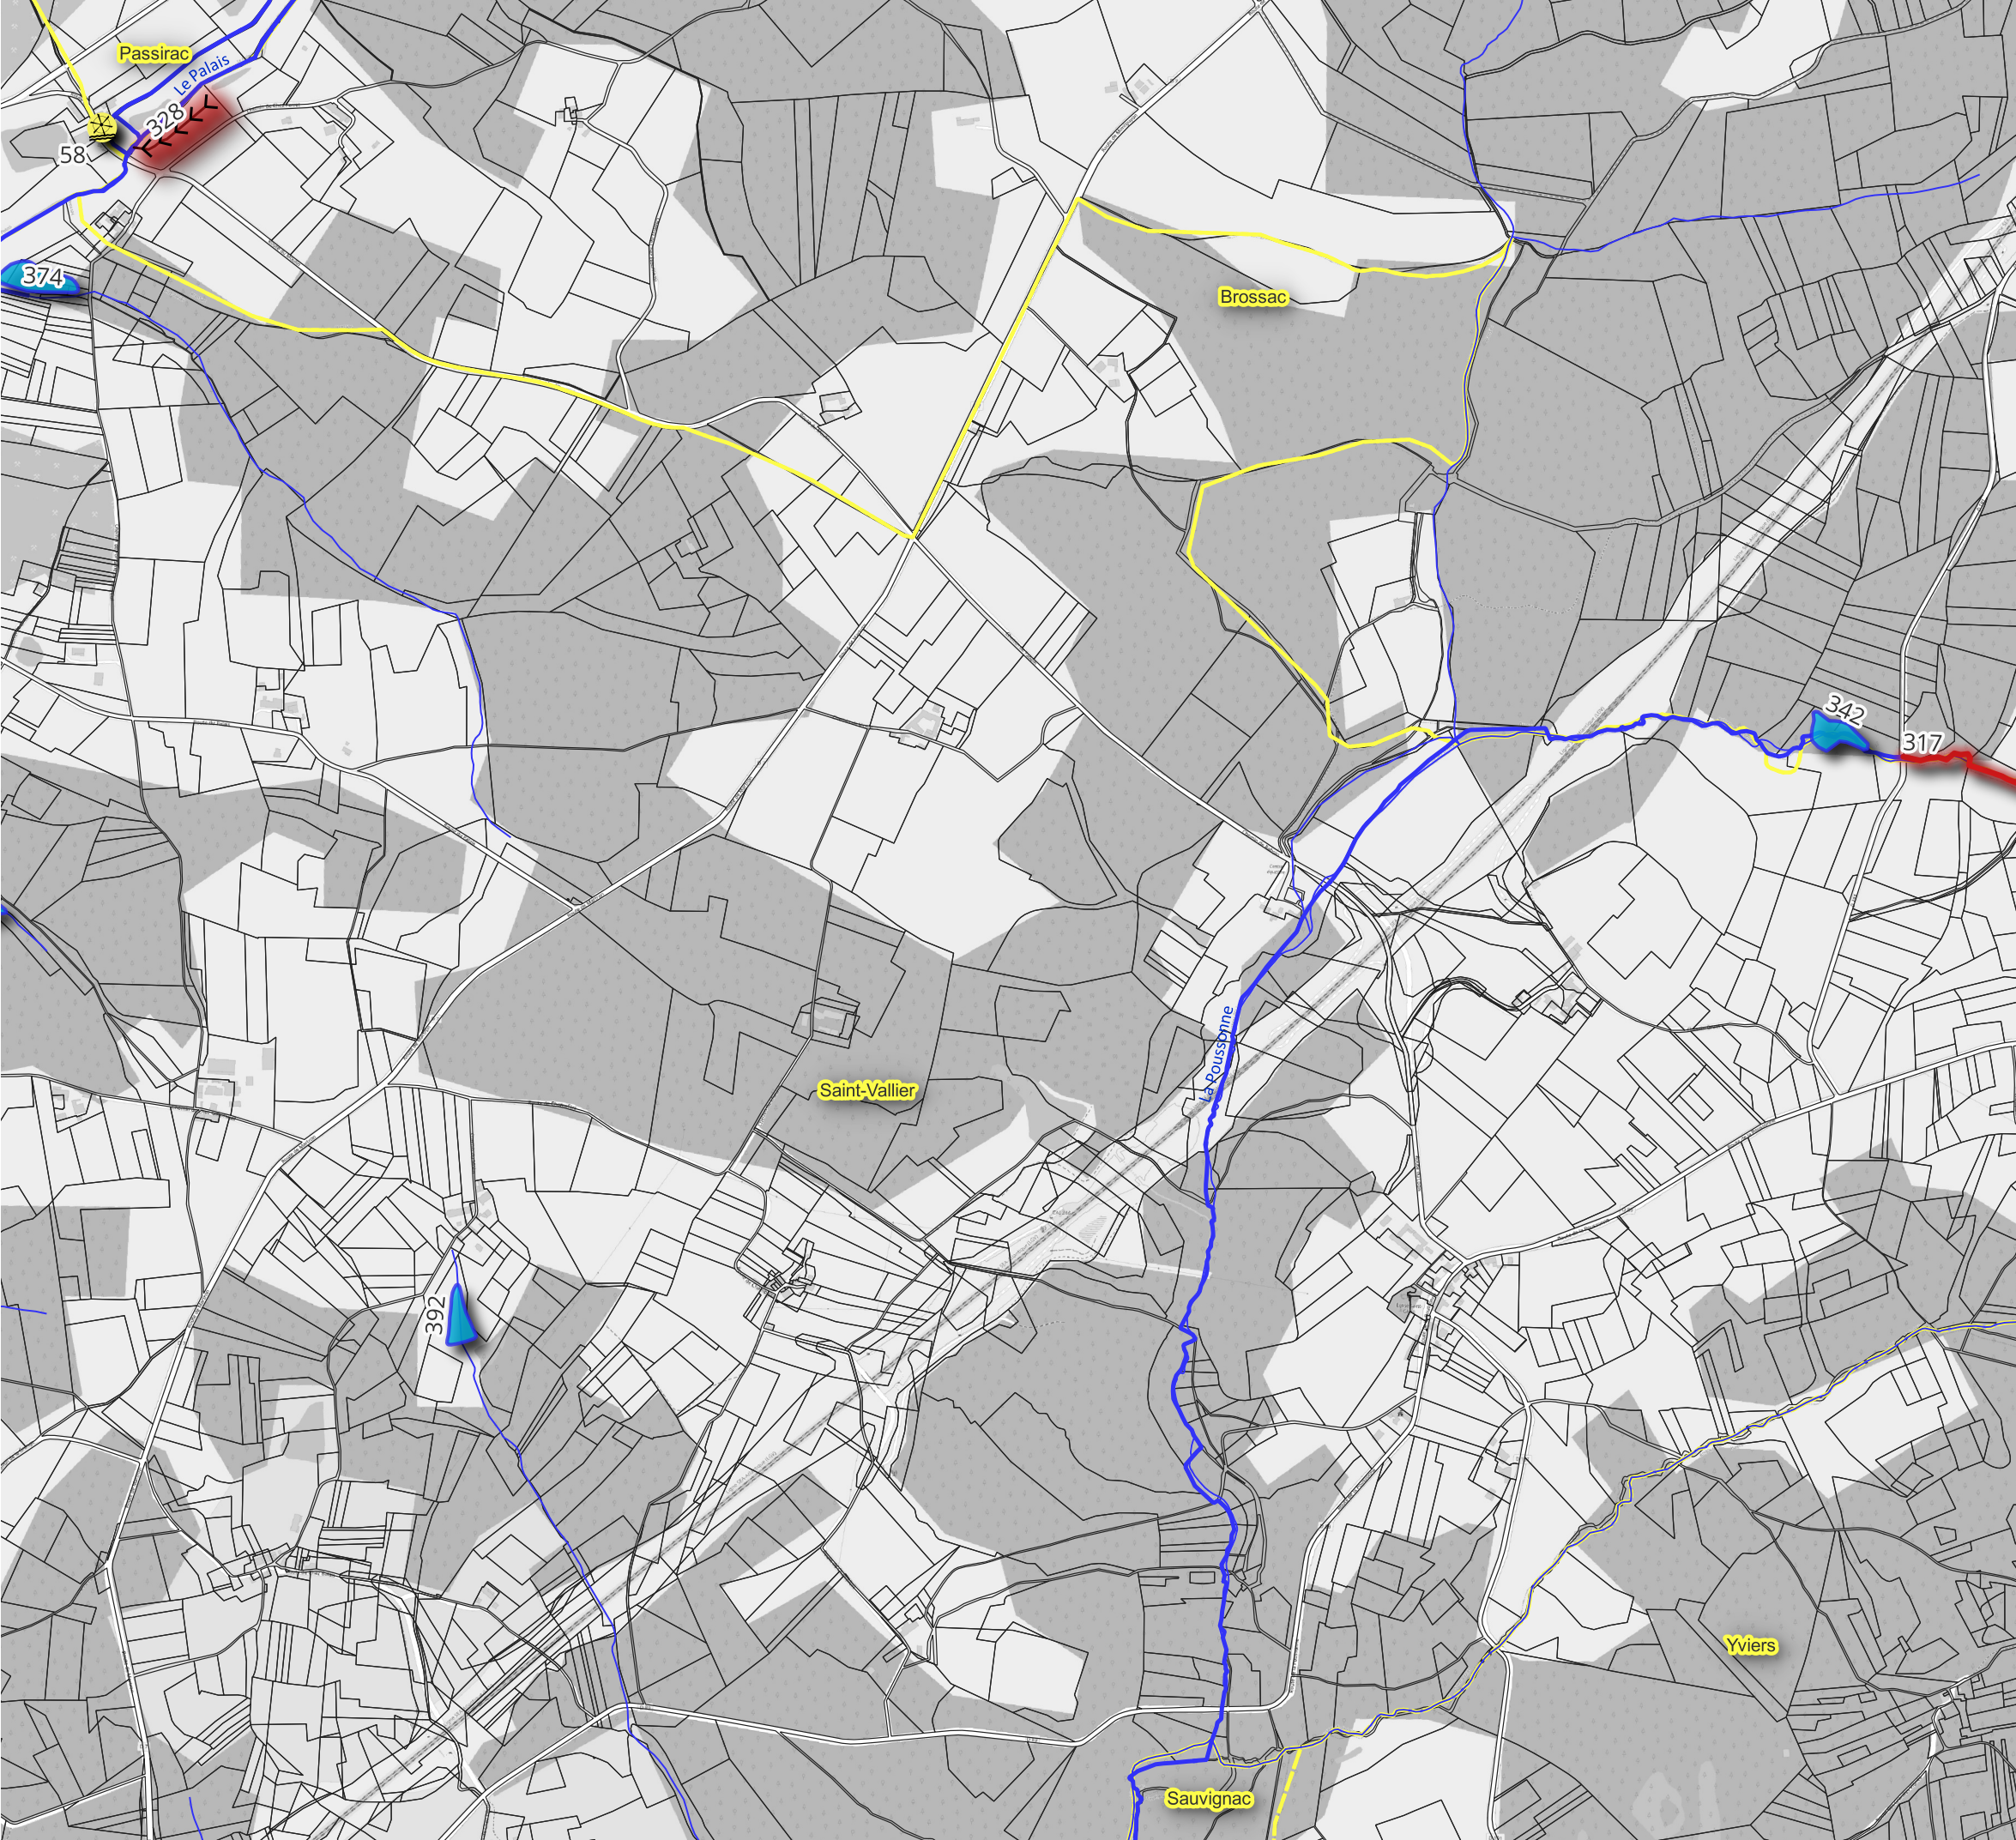 Passirac
Le Palais
328
58
374
Brossac
342
317
La Poussonne
Saint-Vallier
392
Yviers
Sauvignac